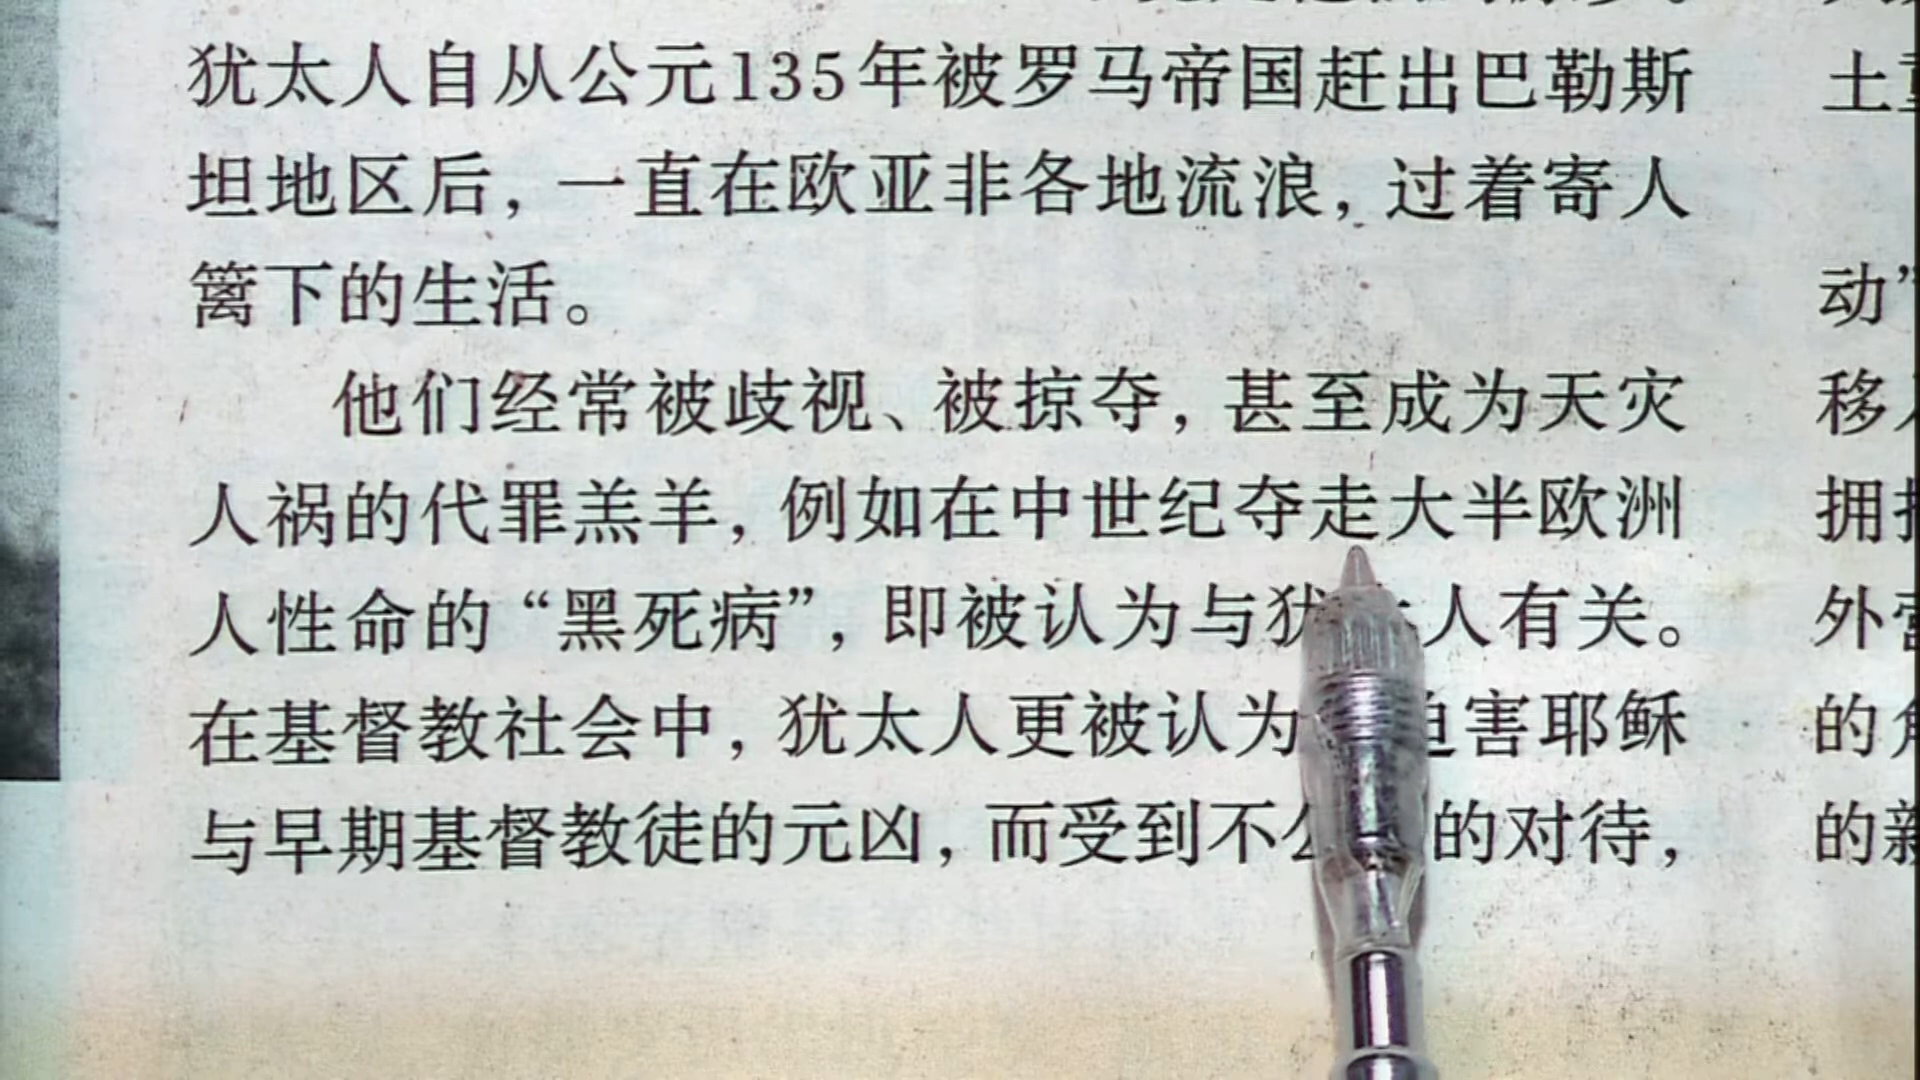 犹太人自从公元135年被罗马帝国赶出巴勒斯
坦地区后，一直在欧亚非各地流浪，过着寄人
篱下的生活。
他们经常被歧视、被掠夺，甚至成为天灾
人祸的代罪羔羊，例如在中世纪夺走大半欧洲
人性命的“黑死病”，即被认为与犹人有关。
在基督教社会中，犹太人更被认为迫害耶稣
与早期基督教徒的元凶，而受到不的对待，
土
动”
移
拥
外
的
的